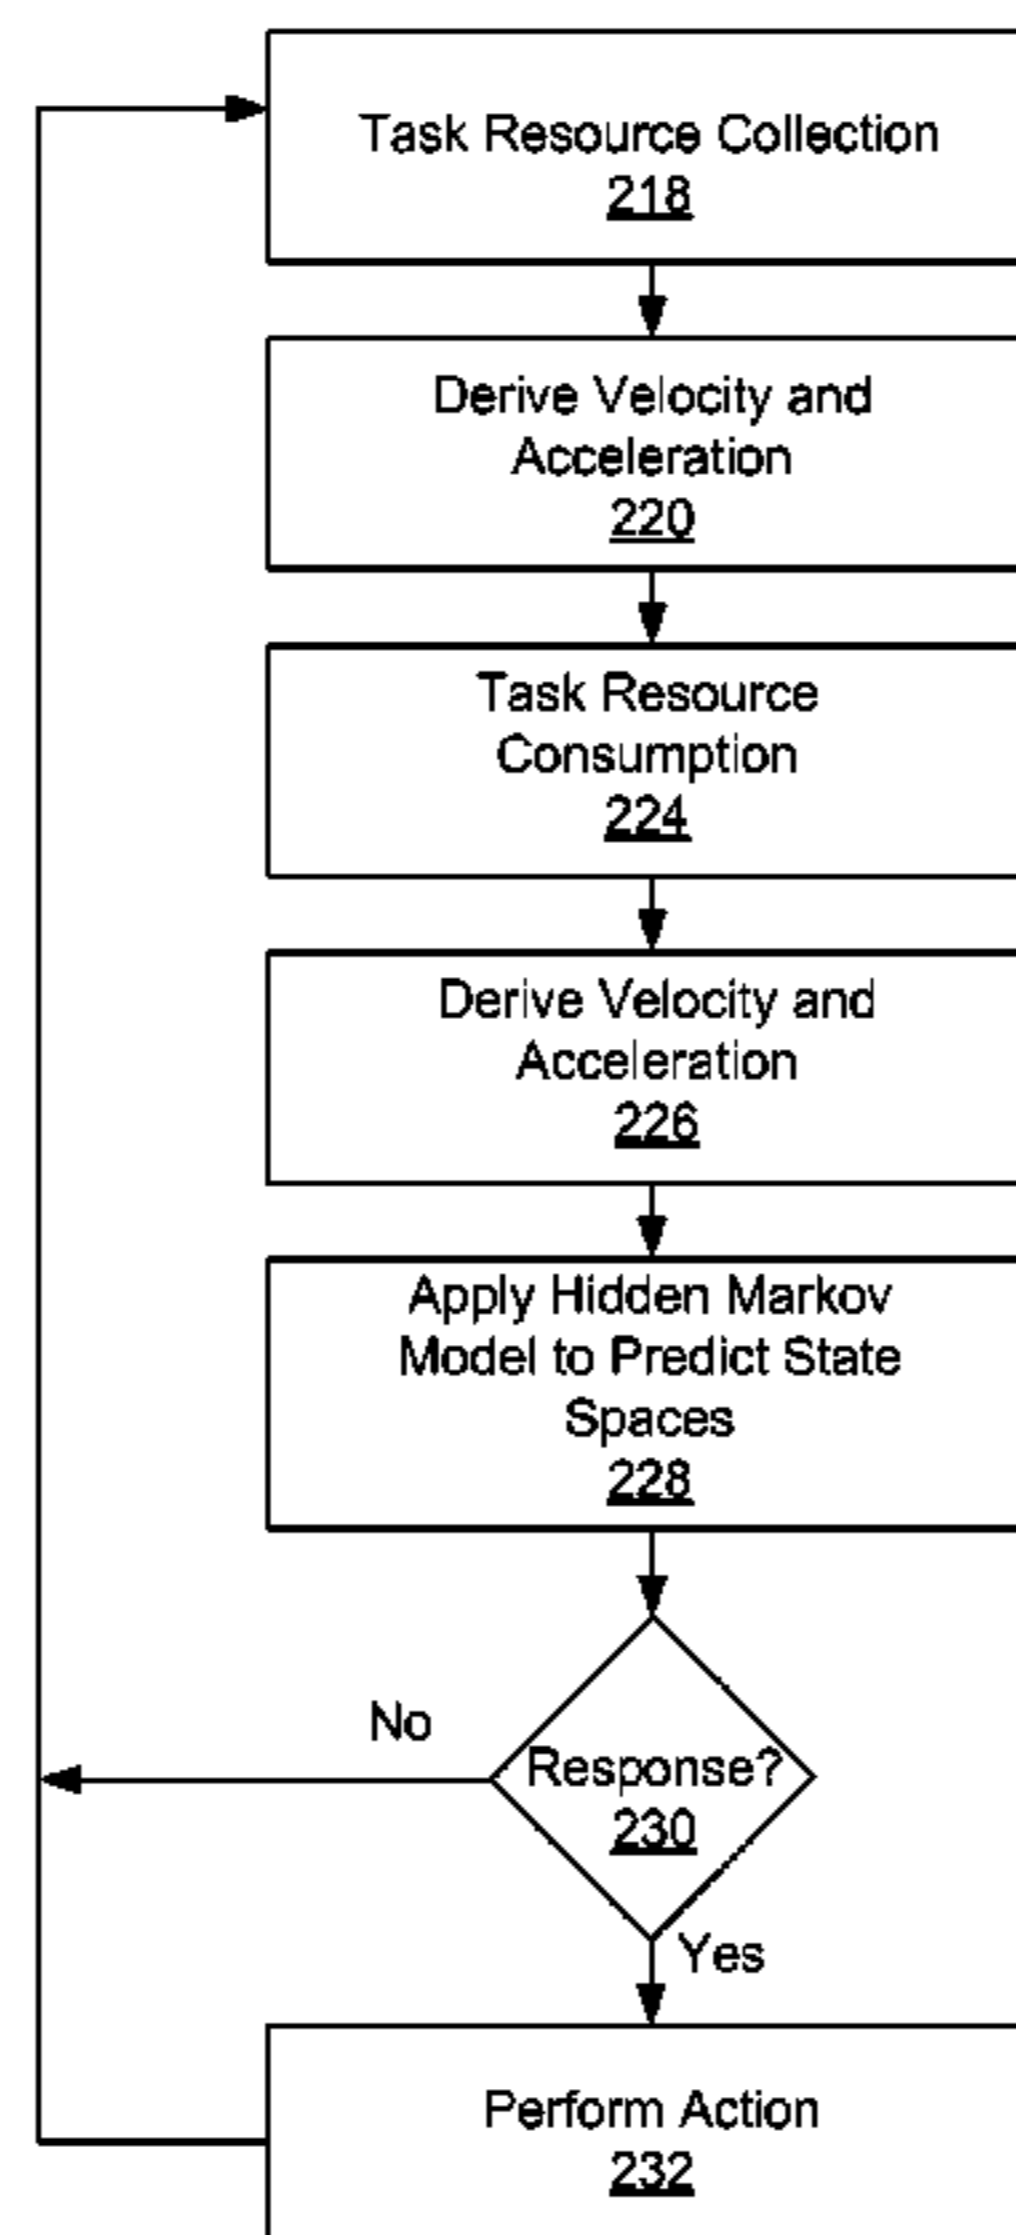 Task Resource Collection
218
Derive Velocity and
Acceleration
220
Task Resource
Consumption
224
Derive Velocity and
Acceleration
226
Apply Hidden Markov
Model to Predict State
Spaces
228
No
Response?
230
Yes
Perform Action
232